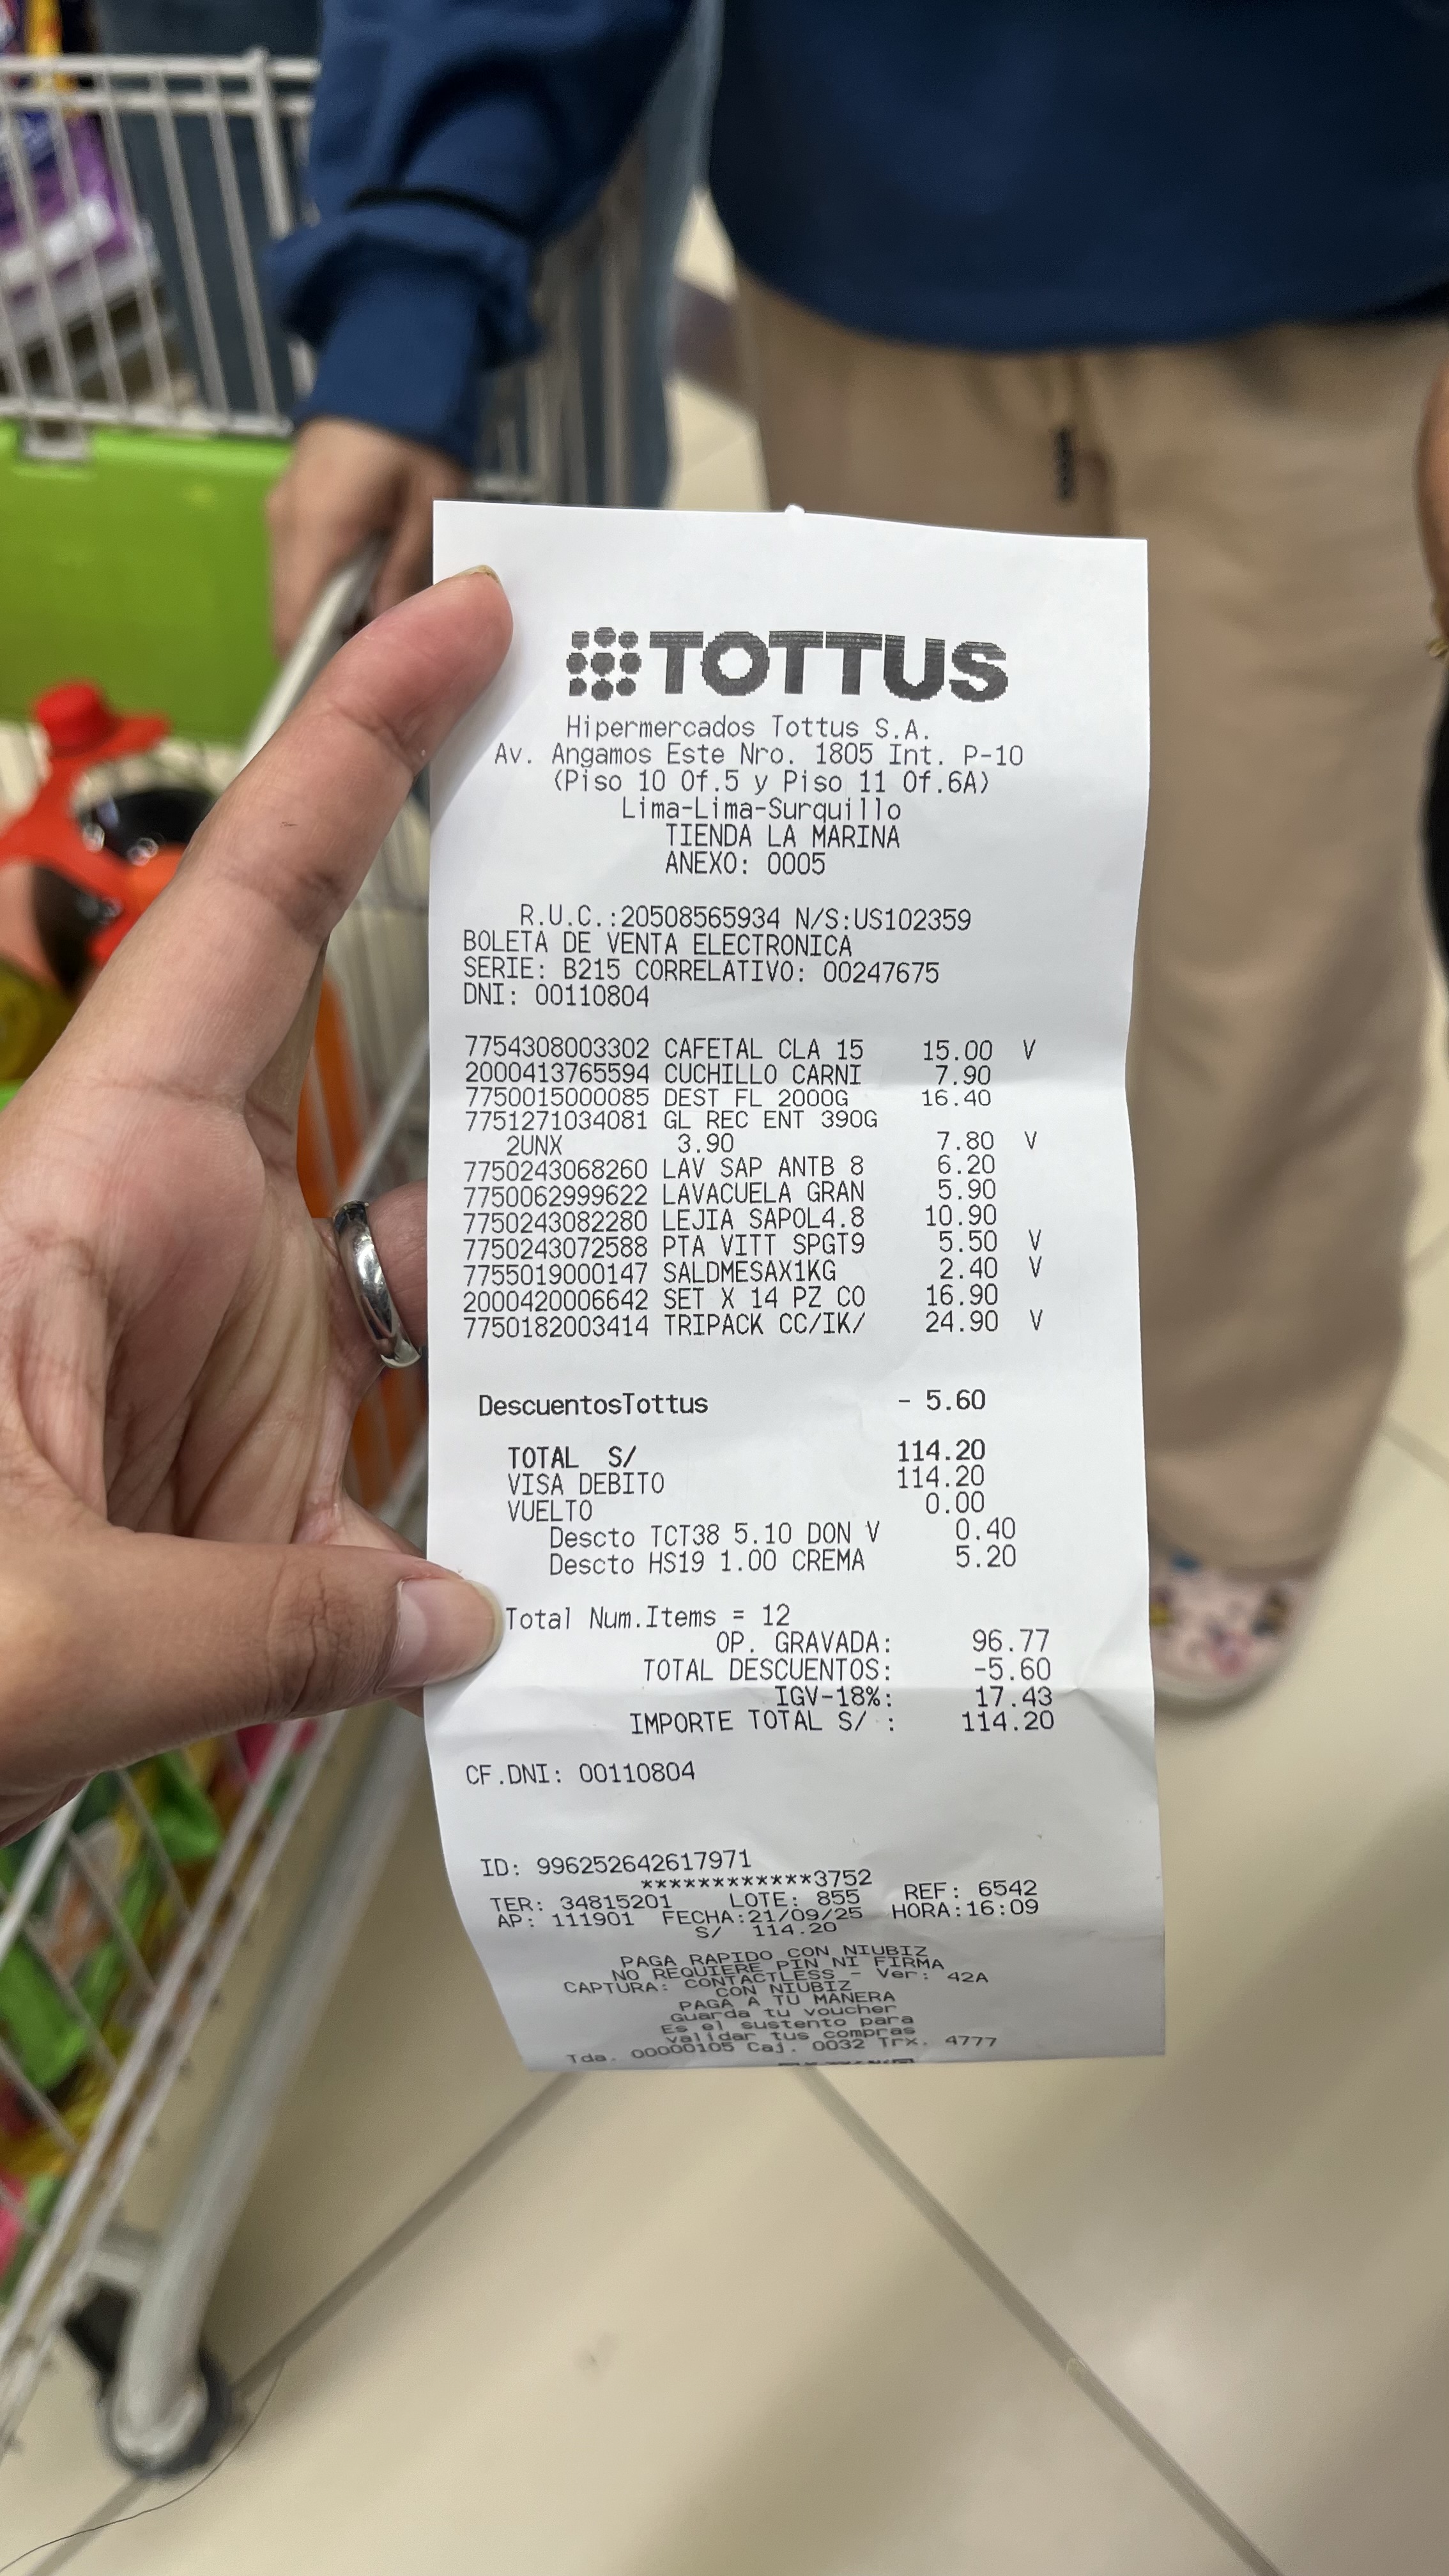 TOTTUS
Hipermercados Tottus S.A.
Av. Angamos Este Nro. 1805 Int. P-10
(Piso 10 Of.5 y Piso 11 Of.6A)
Lima-Lima-Surquillo
TIENDA LA MARINA
ANEXO: 0005
R.U.C.:20508565934 N/S:US102359
BOLETA DE VENTA ELECTRONICA
SERIE: B215 CORRELATIVO: 00247675
DNI: 00110804
7754308003302 CAFETAL CLA 15 15.00 V
2000413765594 CUCHILLO CARNI 7.90
7750015000085 DEST FL 2000G 16.40
7751271034081 GL REC ENT 390G
2UNX 3.90 7.80 V
7750243068260 LAV SAP ANTB 8 6.20
7750062999622 LAVACUELA GRAN 5.90
7750243082280 LEJIA SAPOL4.8 10.90
7750243072588 PTA VITT SPGT9 5.50 V
7755019000147 SALDMESAX1KG 2.40 V
2000420006642 SET X 14 PZ CO 16.90
7750182003414 TRIPACK CC/IK/ 24.90 V
DescuentosTottus - 5.60
TOTAL S/ 114.20
VISA DEBITO 114.20
VUELTO 0.00
Descto TCT38 5.10 DON V 0.40
Descto HS19 1.00 CREMA 5.20
Total Num.Items = 12
OP. GRAVADA: 96.77
TOTAL DESCUENTOS: -5.60
IGV-18%: 17.43
IMPORTE TOTAL S/ : 114.20
CF.DNI: 00110804
ID: 996252642617971
************3752
TER: 34815201 LOTE: 855 REF: 6542
AP: 111901 FECHA:21/09/25 HORA:16:09
S/ 114.20
PAGA RAPIDO CON NIUBIZ
NO REQUIERE PIN NI FIRMA
CAPTURA: CONTACTLESS - Ver: 42A
CON NIUBIZ
PAGA A TU MANERA
Guarda tu voucher
Es el sustento para
validar tus compras
Tda. 00000105 Caj. 0032 Trx. 4777